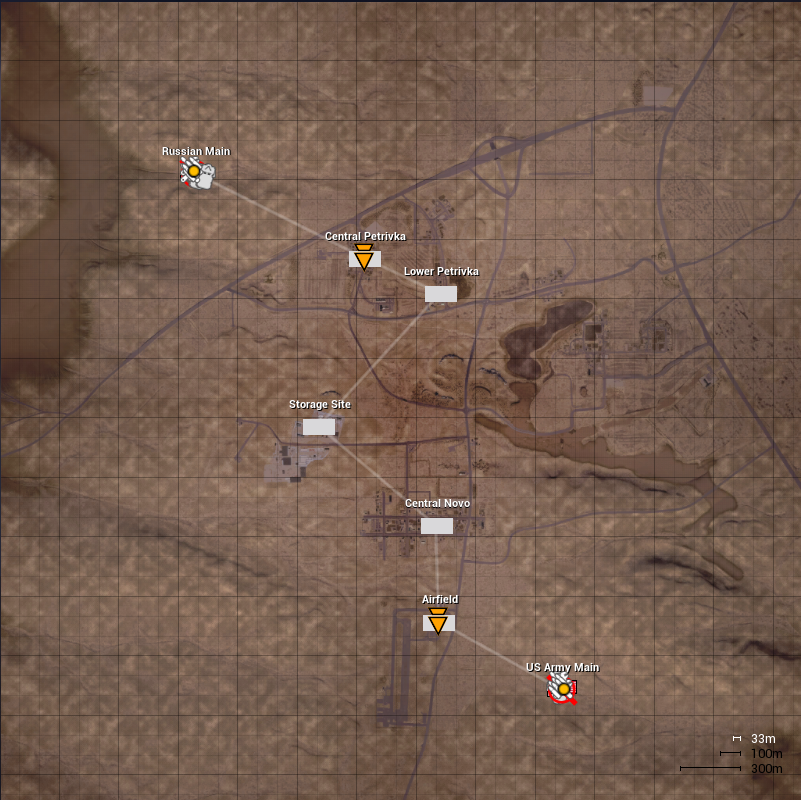 Russian Main
Central Petrivka
Lower Petrivka
Storage Site
Central Novo
Airfield
US Army Main
33m
100m
300m